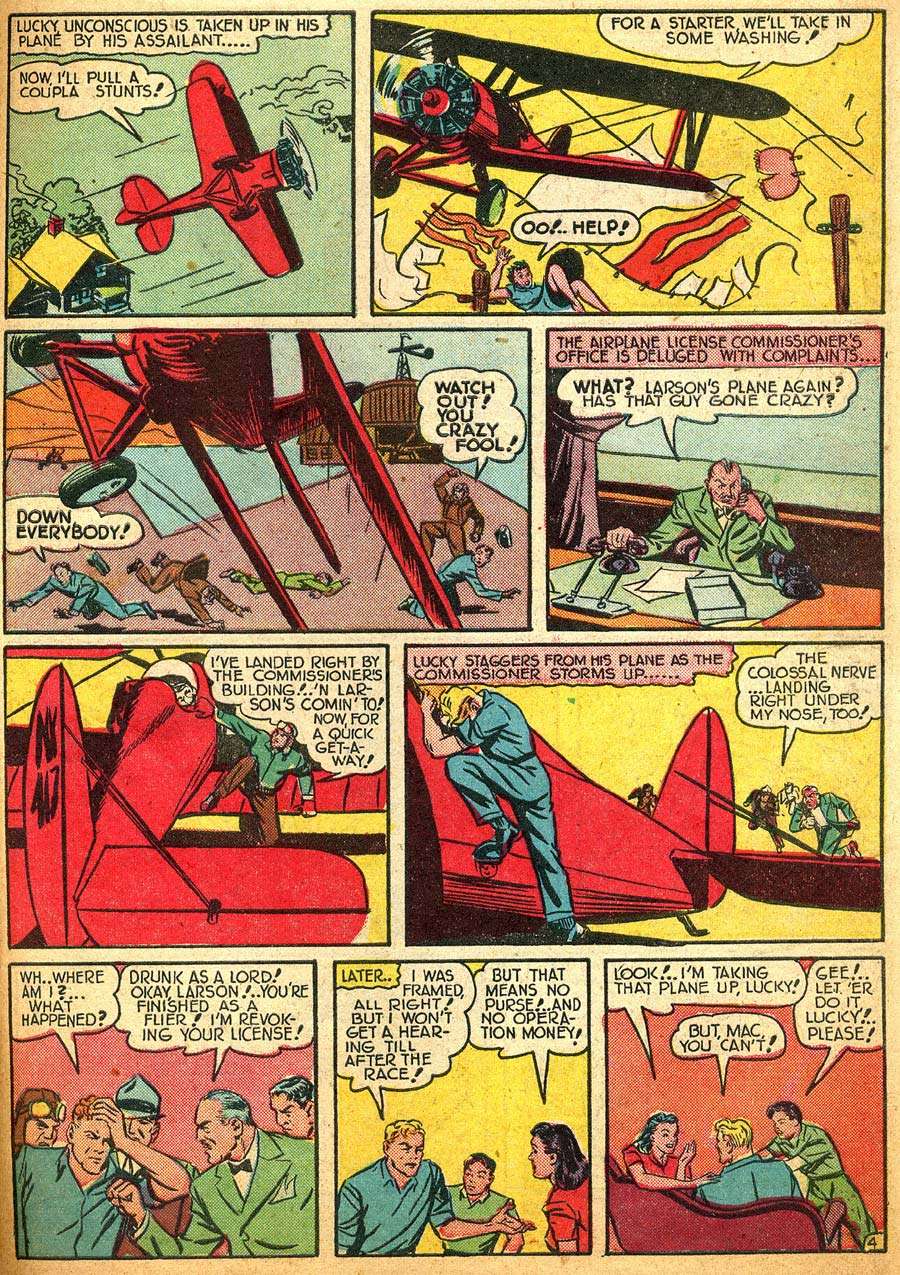 LUCKY, UNCONSCIOUS IS TAKEN UP IN HIS
PLANE BY HIS ASSAILANT.....
NOW, I'LL PULL A
COUPLA STUNTS!
FOR A STARTER, WE'LL TAKE IN
SOME WASHING!
OO!.. HELP!
WATCH
OUT!
YOU
CRAZY
FOOL!
DOWN
EVERYBODY!
THE AIRPLANE LICENSE COMMISSIONER'S
OFFICE IS DELUGED WITH COMPLAINTS...
WHAT? LARSON'S PLANE AGAIN?
HAS THAT GUY GONE CRAZY?
I'VE LANDED RIGHT BY
THE COMMISSIONER'S
BUILDING!..'N LAR-
SON'S COMIN' TO!
NOW, FOR
A QUICK
GET-A-
WAY!
LUCKY STAGGERS FROM HIS PLANE AS THE
COMMISSIONER STORMS UP......
THE
COLOSSAL NERVE
...LANDING
RIGHT UNDER
MY NOSE, TOO!
WH..WHERE
AM I?...
WHAT
HAPPENED?
DRUNK AS A LORD!
OKAY, LARSON!..YOU'RE
FINISHED AS A
FLIER! I'M REVOK-
ING YOUR LICENSE!
LATER..
I WAS
FRAMED,
ALL RIGHT!
BUT I WON'T
GET A HEAR-
ING TILL
AFTER THE
RACE!
BUT THAT
MEANS NO
PURSE!..AND
NO OPERA-
TION MONEY!
LOOK!...I'M TAKING
THAT PLANE UP, LUCKY!
BUT, MAC,
YOU CAN'T!
GEE!..
LET 'ER
DO IT,
LUCKY!..
PLEASE!
4